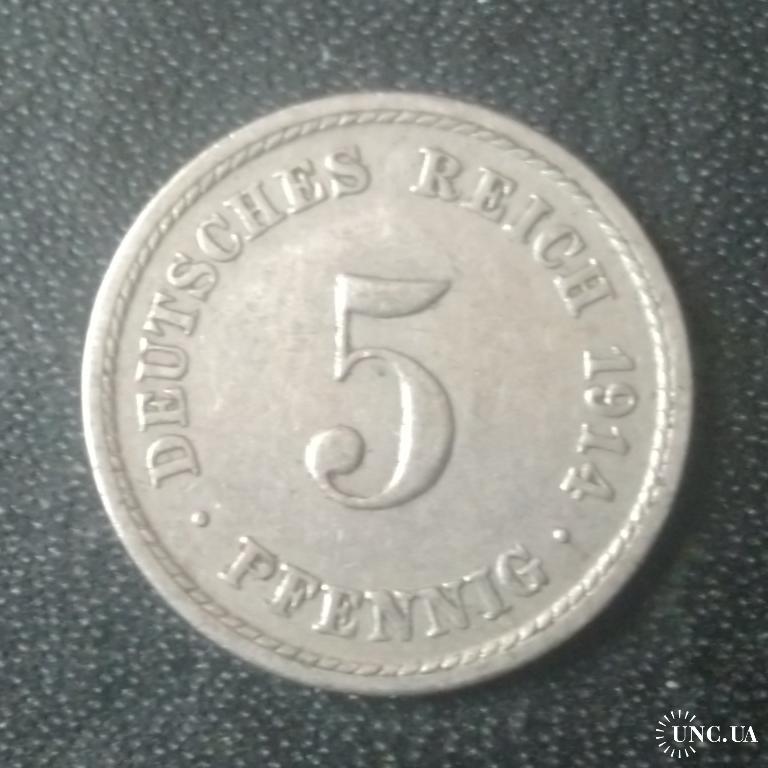 DEUTSCHES REICH 1914
5
· PFENNIG ·
UNC.UA